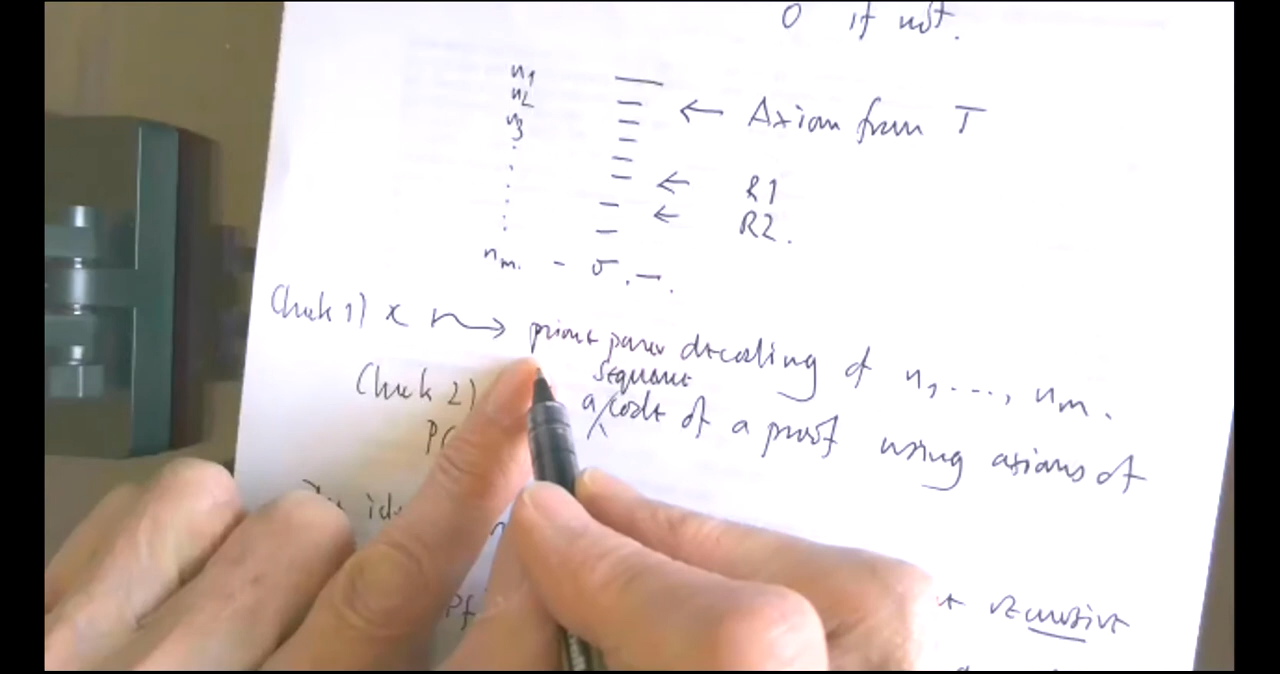 0 if not.
n1
n2 ← Axiom from T
n3
← R1
← R2.
nm. - σ. -.
Check 1) x ⟿ prime power decoding of n1, ..., nm.
Check 2) a code of a proof using axioms of
sequence
recursive